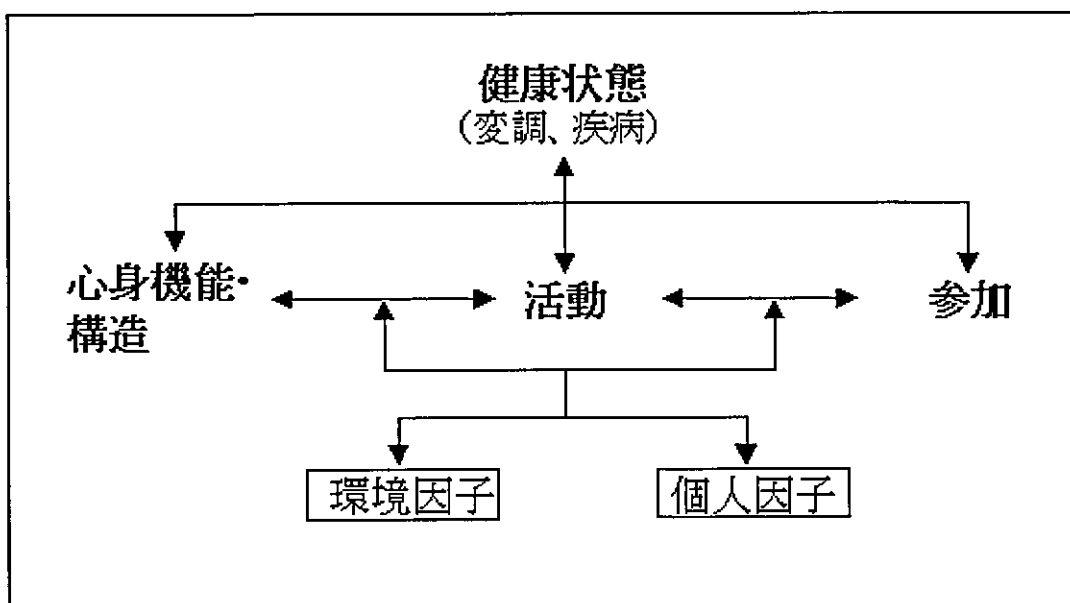 健康状態
(変調、疾病)
心身機能・
構造
活動
参加
環境因子
個人因子